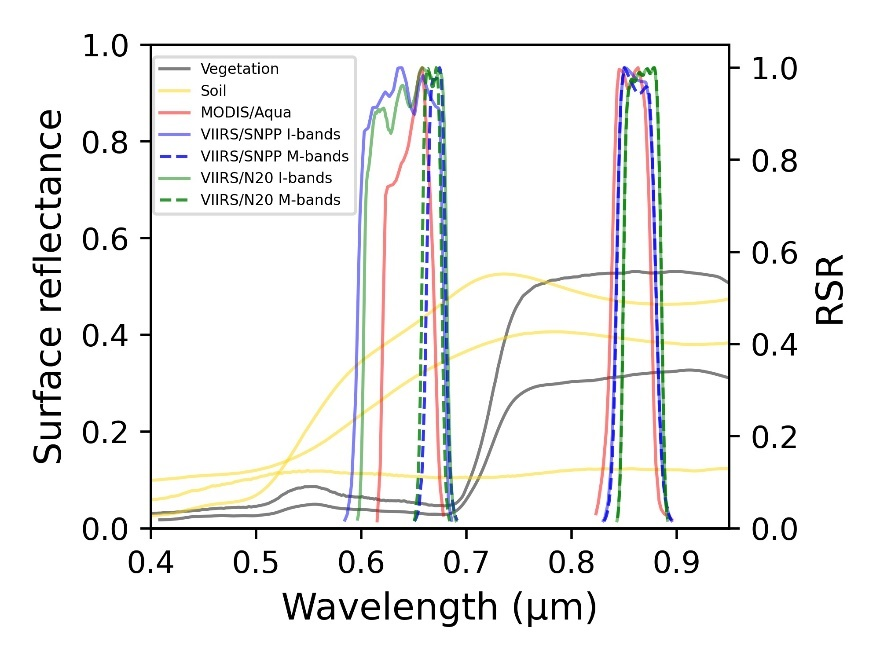 1.0
0.8
0.6
0.4
0.2
0.0
Surface reflectance
Vegetation
Soil
MODIS/Aqua
VIIRS/SNPP I-bands
VIIRS/SNPP M-bands
VIIRS/N20 I-bands
VIIRS/N20 M-bands
1.0
0.8
0.6
0.4
0.2
0.0
RSR
0.4 0.5 0.6 0.7 0.8 0.9
Wavelength (μm)